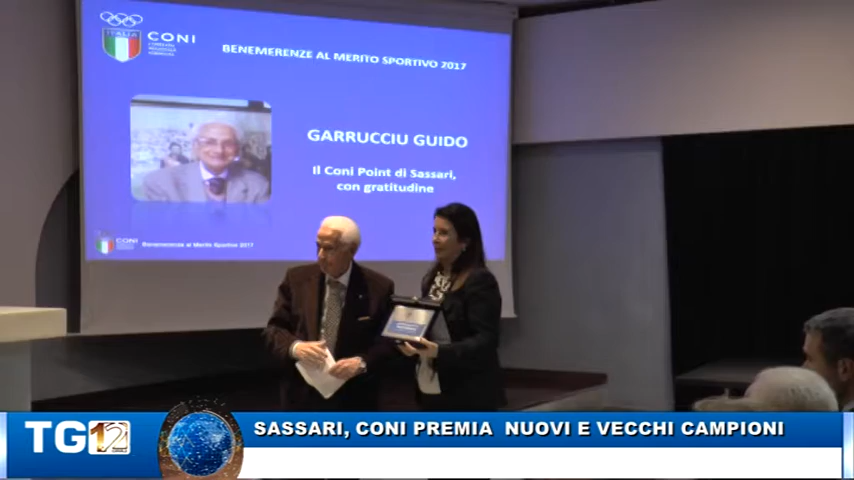 ITALIA
CONI
BENEMERENZE AL MERITO SPORTIVO 2017
GARRUCCIU GUIDO
Il Coni Point di Sassari,
con gratitudine
CONI
Benemerenze al Merito Sportivo 2017
TG12
SASSARI, CONI PREMIA NUOVI E VECCHI CAMPIONI